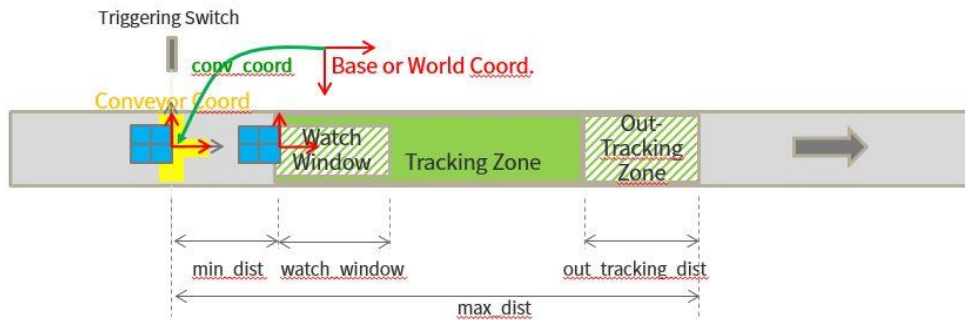 Triggering Switch
conv_coord
Base or World Coord.
Conveyor Coord
Watch
Window
Tracking Zone
Out-
Tracking
Zone
min_dist
watch_window
out_tracking_dist
max_dist